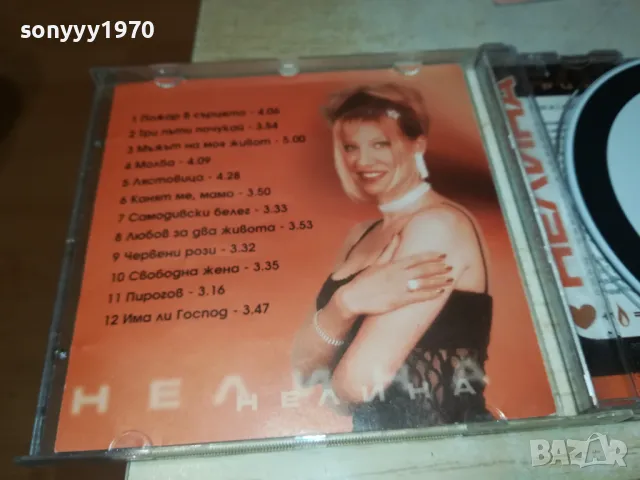 sonyyy1970
1 Пожар в сърцето - 4.06
2 Три пъти почукай - 3.54
3 Мъжът на моя живот - 5.00
4 Молва - 4.09
5 Лястовица - 4.28
6 Канят ме, мамо - 3.50
7 Самодивски белег - 3.33
8 Любов за два живота - 3.53
9 Червени рози - 3.32
10 Свободна жена - 3.35
11 Пирогов - 3.16
12 Има ли Господ - 3.47
НЕЛИНА
НЕЛИНА
НЕЛИНА
BAZAR
bg